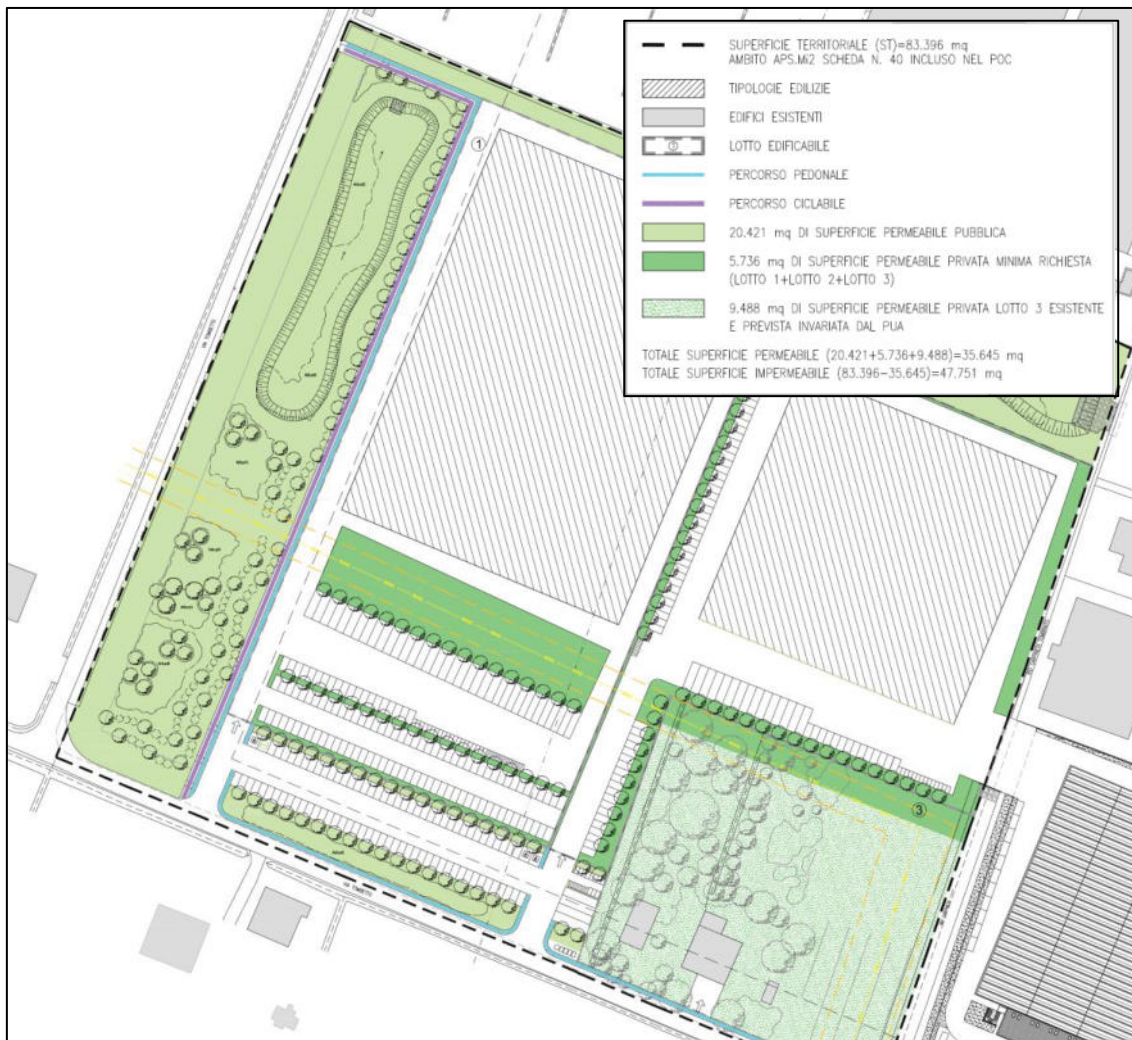 SUPERFICIE TERRITORIALE (ST)=83.396 mq
AMBITO APS.Mi2 SCHEDA N. 40 INCLUSO NEL POC
TIPOLOGIE EDILIZIE
EDIFICI ESISTENTI
LOTTO EDIFICABILE
PERCORSO PEDONALE
PERCORSO CICLABILE
20.421 mq DI SUPERFICIE PERMEABILE PUBBLICA
5.736 mq DI SUPERFICIE PERMEABILE PRIVATA MINIMA RICHIESTA
(LOTTO 1+LOTTO 2+LOTTO 3)
9.488 mq DI SUPERFICIE PERMEABILE PRIVATA LOTTO 3 ESISTENTE
E PREVISTA INVARIATA DAL PUA
TOTALE SUPERFICIE PERMEABILE (20.421+5.736+9.488)=35.645 mq
TOTALE SUPERFICIE IMPERMEABILE (83.396-35.645)=47.751 mq
1
3